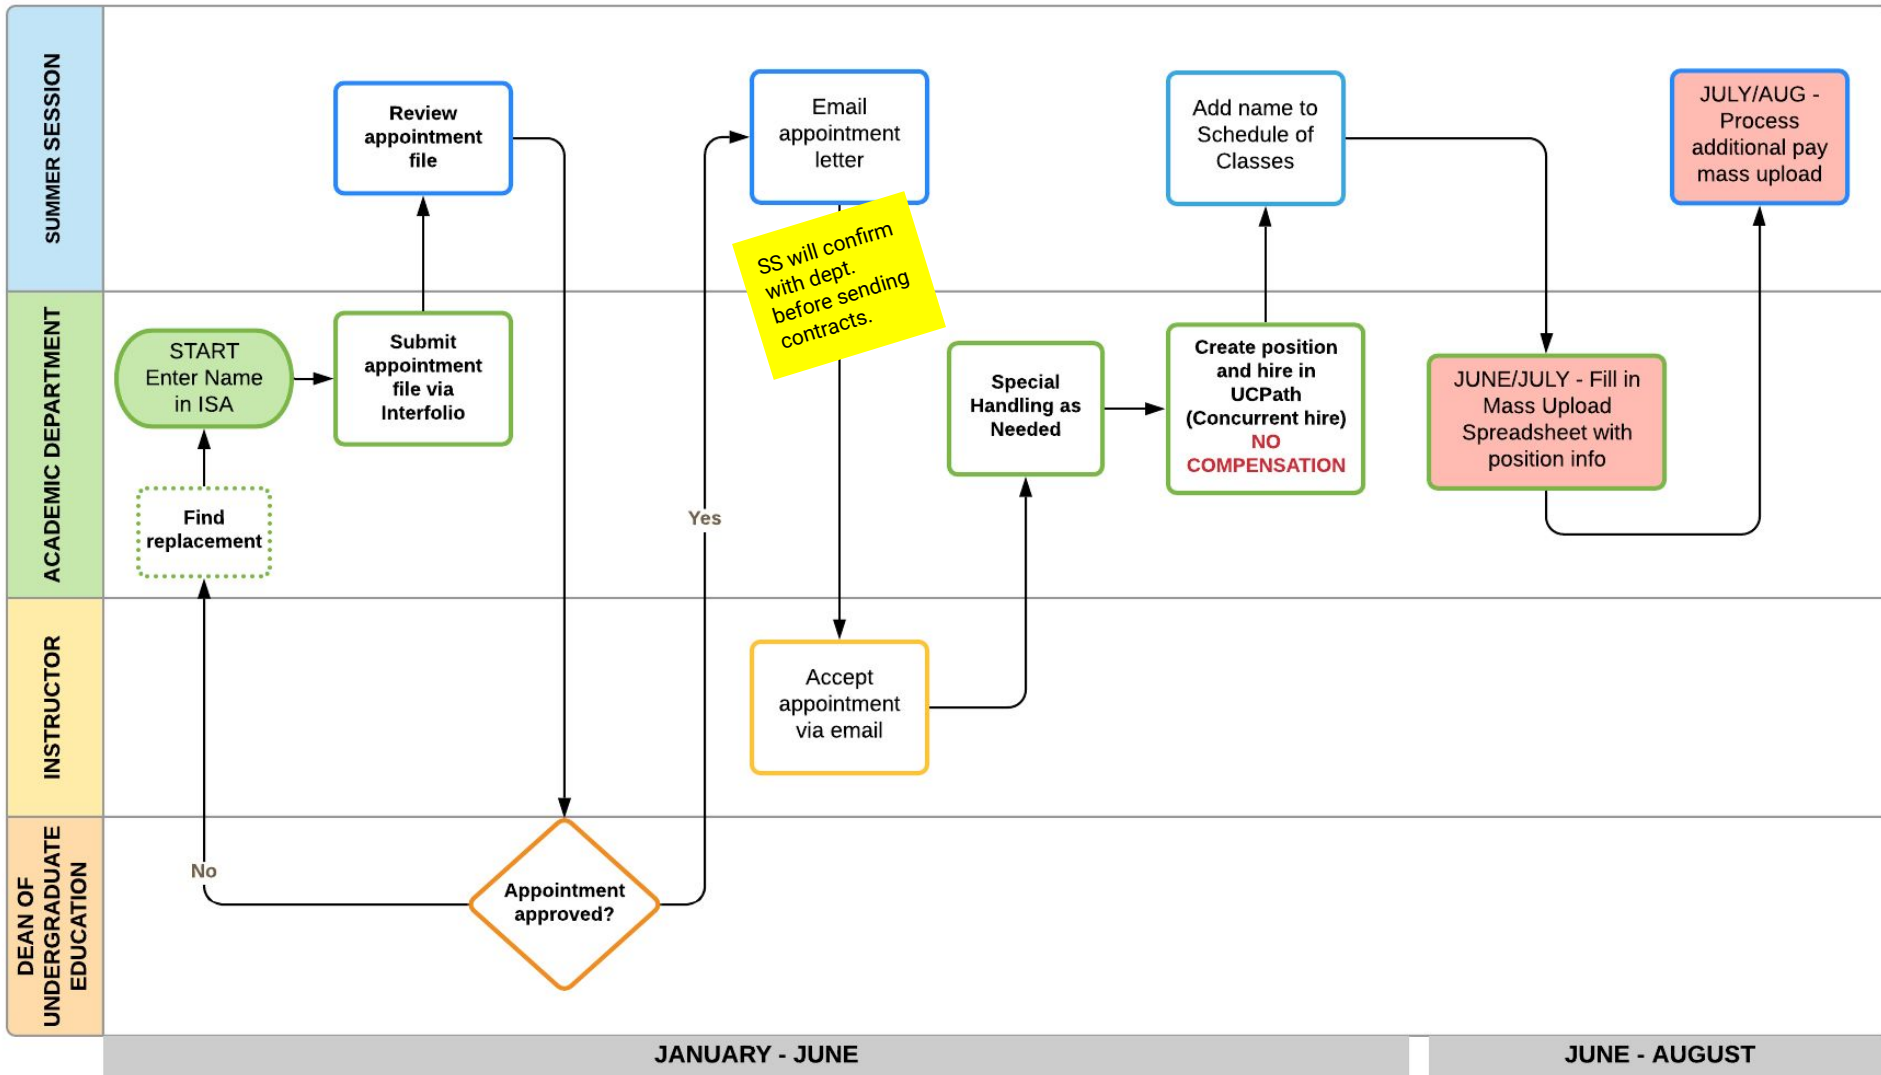 SUMMER SESSION
Review
appointment
file
Email
appointment
letter
Add name to
Schedule of
Classes
JULY/AUG -
Process
additional pay
mass upload
SS will confirm
with dept.
before sending
contracts.
ACADEMIC DEPARTMENT
START
Enter Name
in ISA
Submit
appointment
file via
Interfolio
Find
replacement
Yes
Special
Handling as
Needed
Create position
and hire in
UCPath
(Concurrent hire)
NO
COMPENSATION
JUNE/JULY - Fill in
Mass Upload
Spreadsheet with
position info
INSTRUCTOR
Accept
appointment
via email
DEAN OF
UNDERGRADUATE
EDUCATION
No
Appointment
approved?
JANUARY - JUNE
JUNE - AUGUST